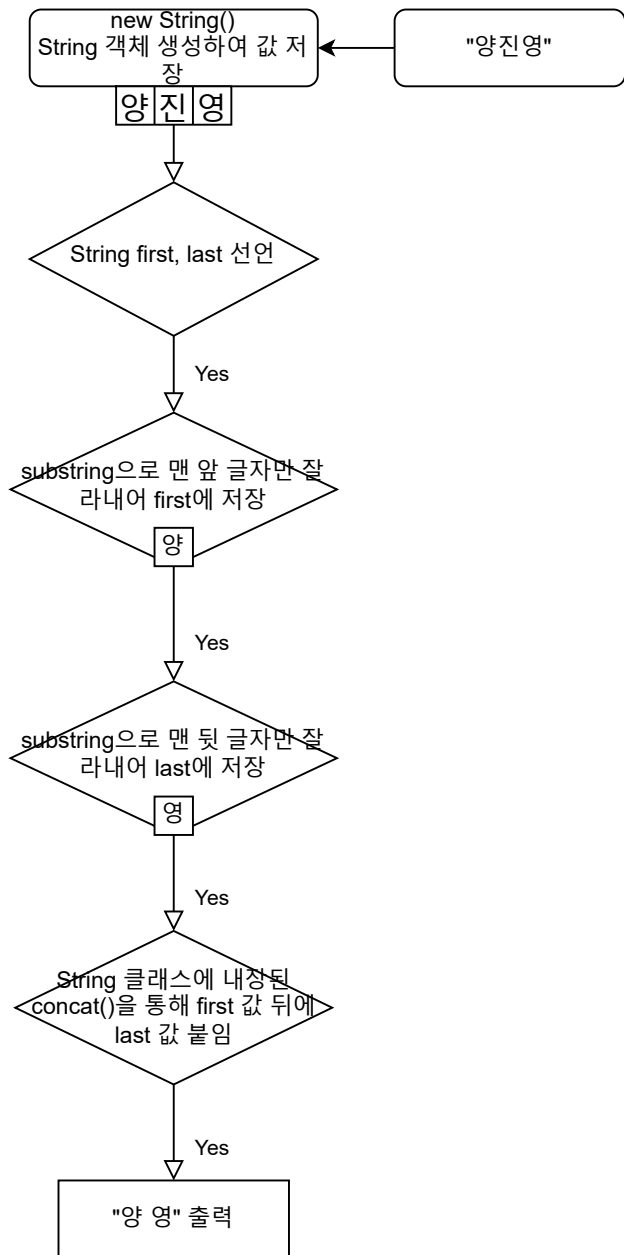 new String()
String 객체 생성하여 값 저
장
"양진영"
양 진 영
String first, last 선언
Yes
substring으로 맨 앞 글자만 잘
라내어 first에 저장
양
Yes
substring으로 맨 뒷 글자만 잘
라내어 last에 저장
영
Yes
String 클래스에 내장된
concat()을 통해 first 값 뒤에
last 값 붙임
Yes
"양 영" 출력